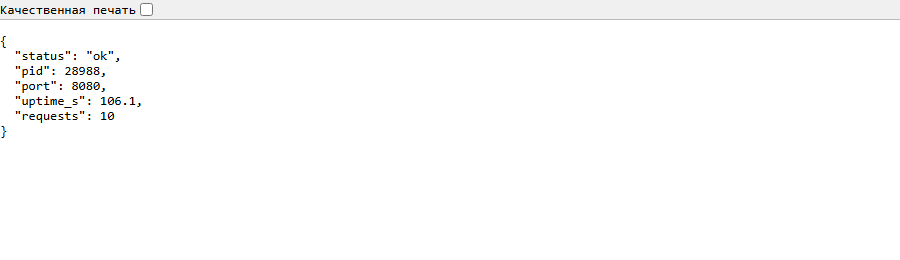 Качественная печать
{
  "status": "ok",
  "pid": 28988,
  "port": 8080,
  "uptime_s": 106.1,
  "requests": 10
}